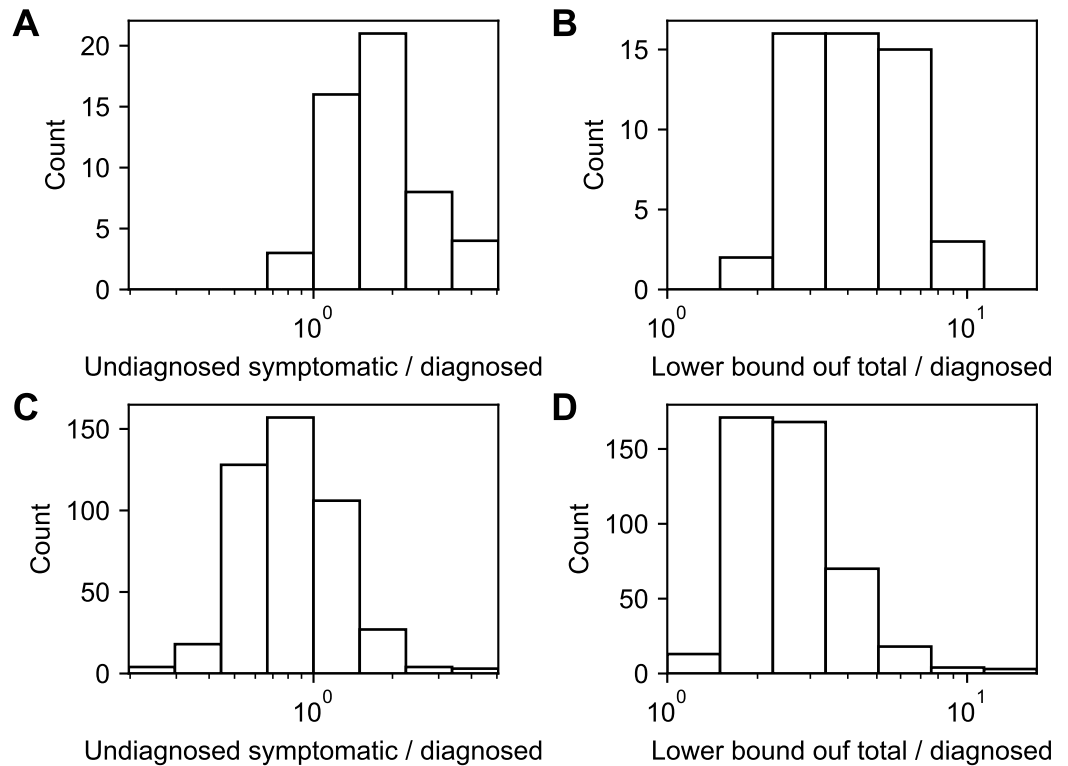 A
20
15
10
5
0
Count
10^0
Undiagnosed symptomatic / diagnosed
B
15
10
5
0
Count
10^0
10^1
Lower bound ouf total / diagnosed
C
150
100
50
0
Count
10^0
Undiagnosed symptomatic / diagnosed
D
150
100
50
0
Count
10^0
10^1
Lower bound ouf total / diagnosed